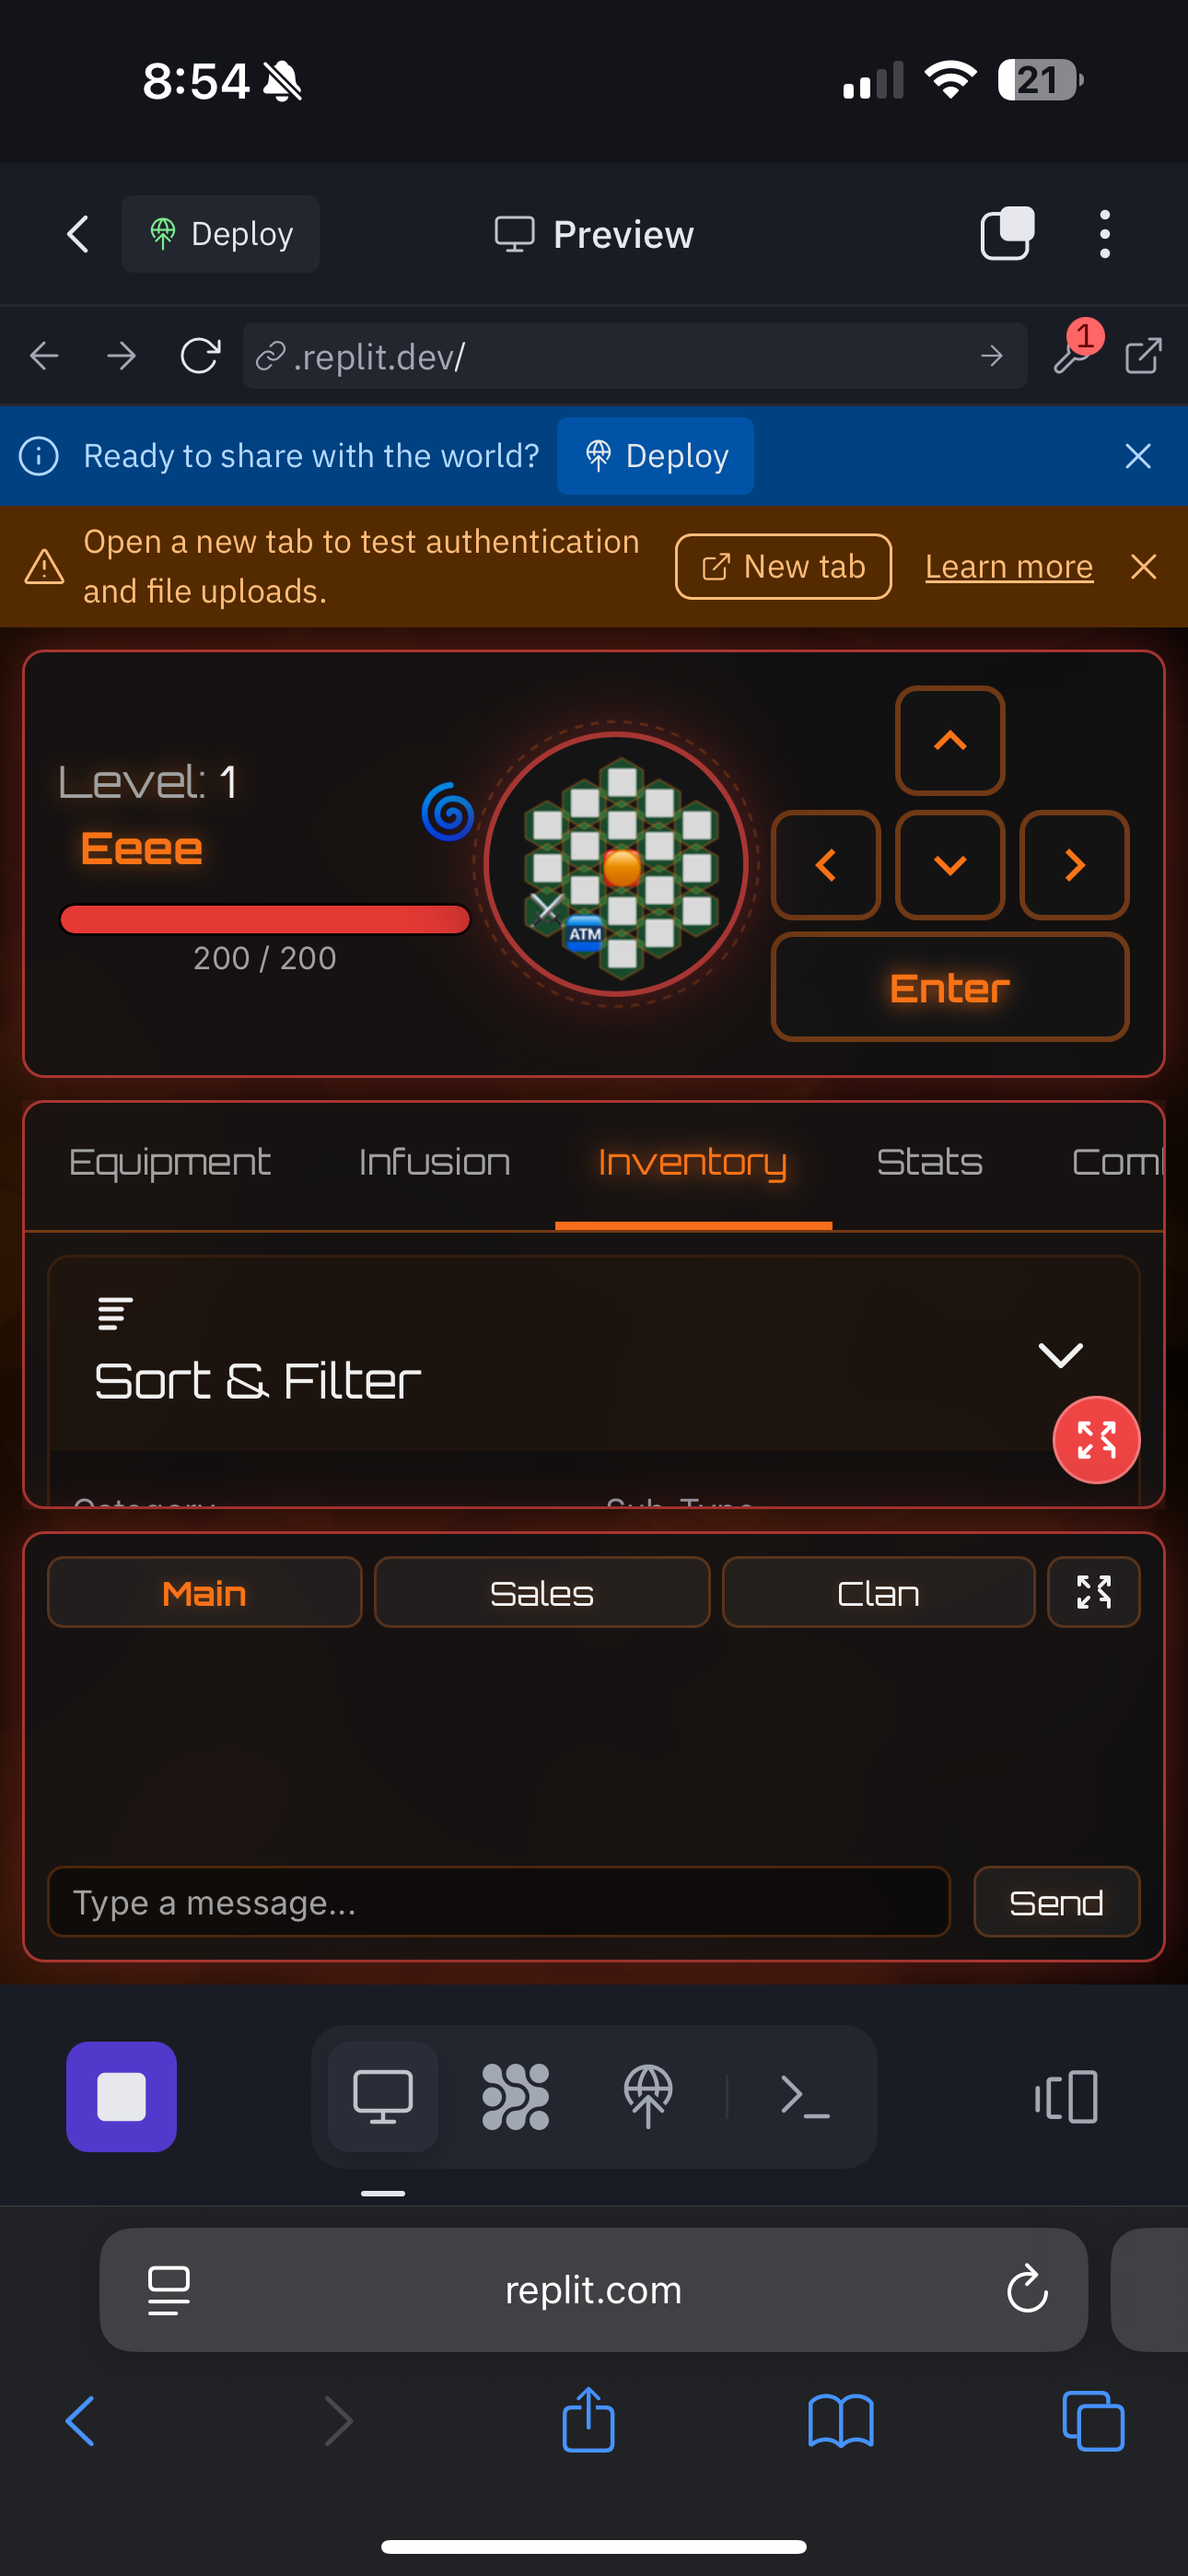 8:54
21
Deploy
Preview
.replit.dev/
1
Ready to share with the world?
Deploy
Open a new tab to test authentication
and file uploads.
New tab
Learn more
Level: 1
Eeee
200 / 200
ATM
Enter
Equipment
Infusion
Inventory
Stats
Com
Sort & Filter
Category
Sub-Type
Main
Sales
Clan
Type a message...
Send
replit.com